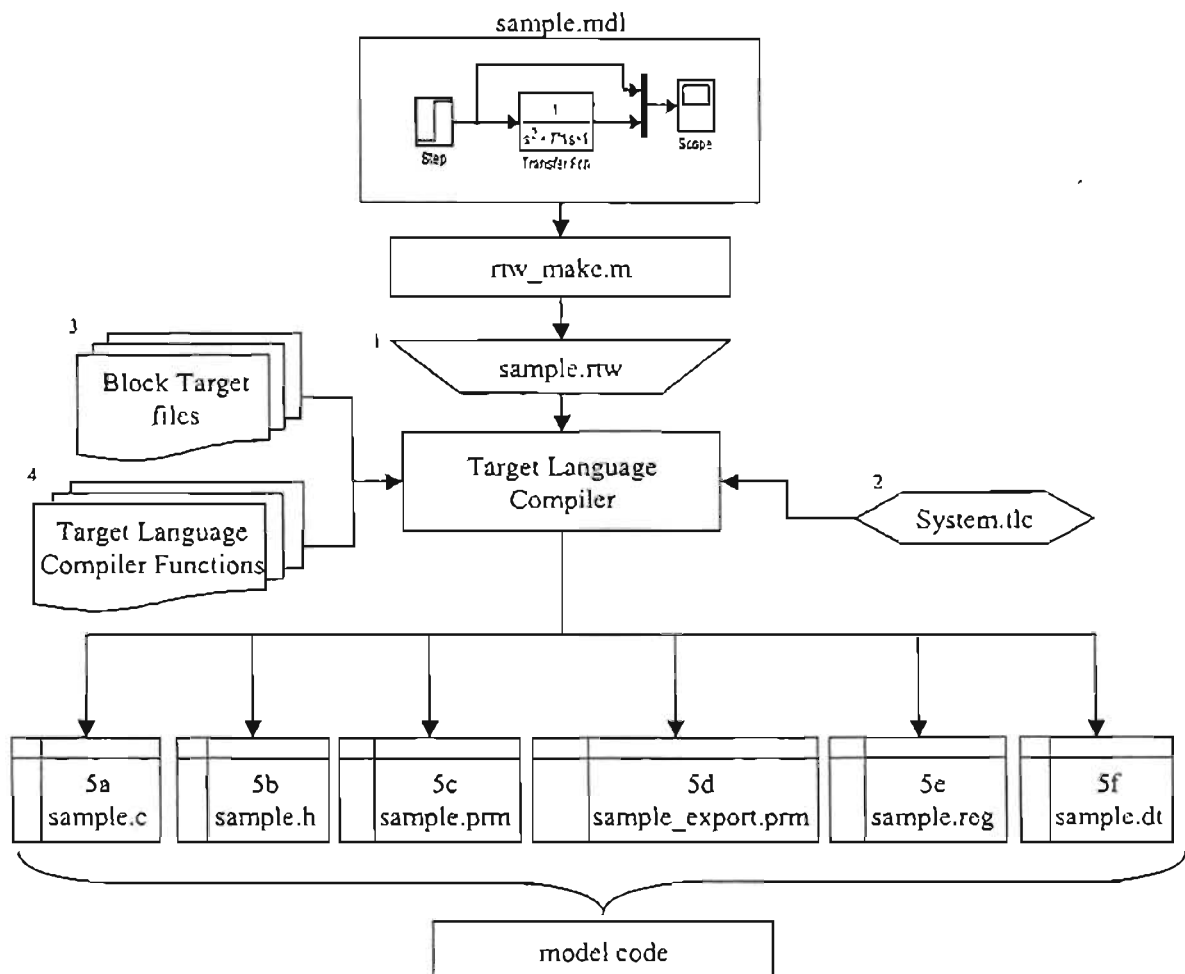 sample.mdl
1
Step
Transfer Fcn
Scope
rtw_make.m
1
sample.rtw
3
Block Target
files
4
Target Language
Compiler Functions
Target Language
Compiler
2
System.tlc
5a
sample.c
5b
sample.h
5c
sample.prm
5d
sample_export.prm
5e
sample.reg
5f
sample.dt
model code